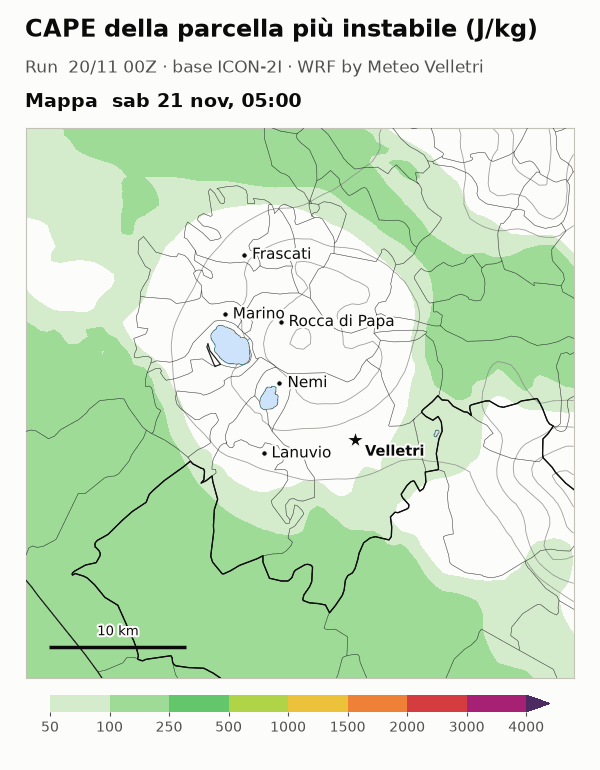 CAPE della parcella più instabile (J/kg)
Run  20/11 00Z · base ICON-2I · WRF by Meteo Velletri
Mappa  sab 21 nov, 05:00
Frascati
Marino
Rocca di Papa
Nemi
Velletri
Lanuvio
10 km
50 100 250 500 1000 1500 2000 3000 4000